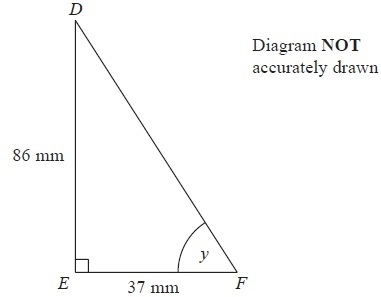 D
Diagram NOT
accurately drawn
86 mm
y
E
37 mm
F